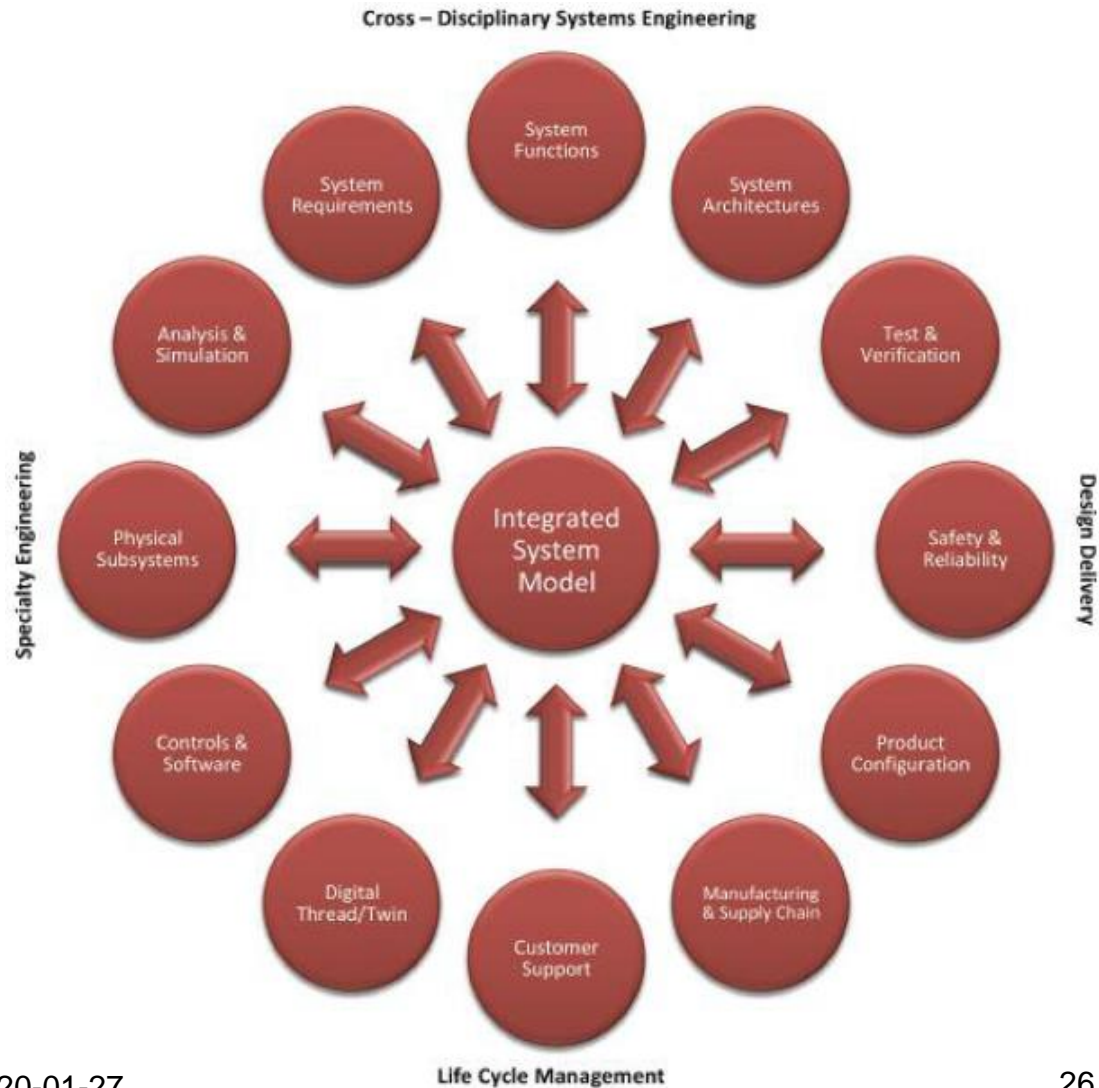 Cross – Disciplinary Systems Engineering
System
Functions
System
Architectures
Test &
Verification
Safety &
Reliability
Product
Configuration
Manufacturing
& Supply Chain
Customer
Support
Digital
Thread/Twin
Controls &
Software
Physical
Subsystems
Analysis &
Simulation
System
Requirements
Integrated
System
Model
Specialty Engineering
Design Delivery
Life Cycle Management
20-01-27
26